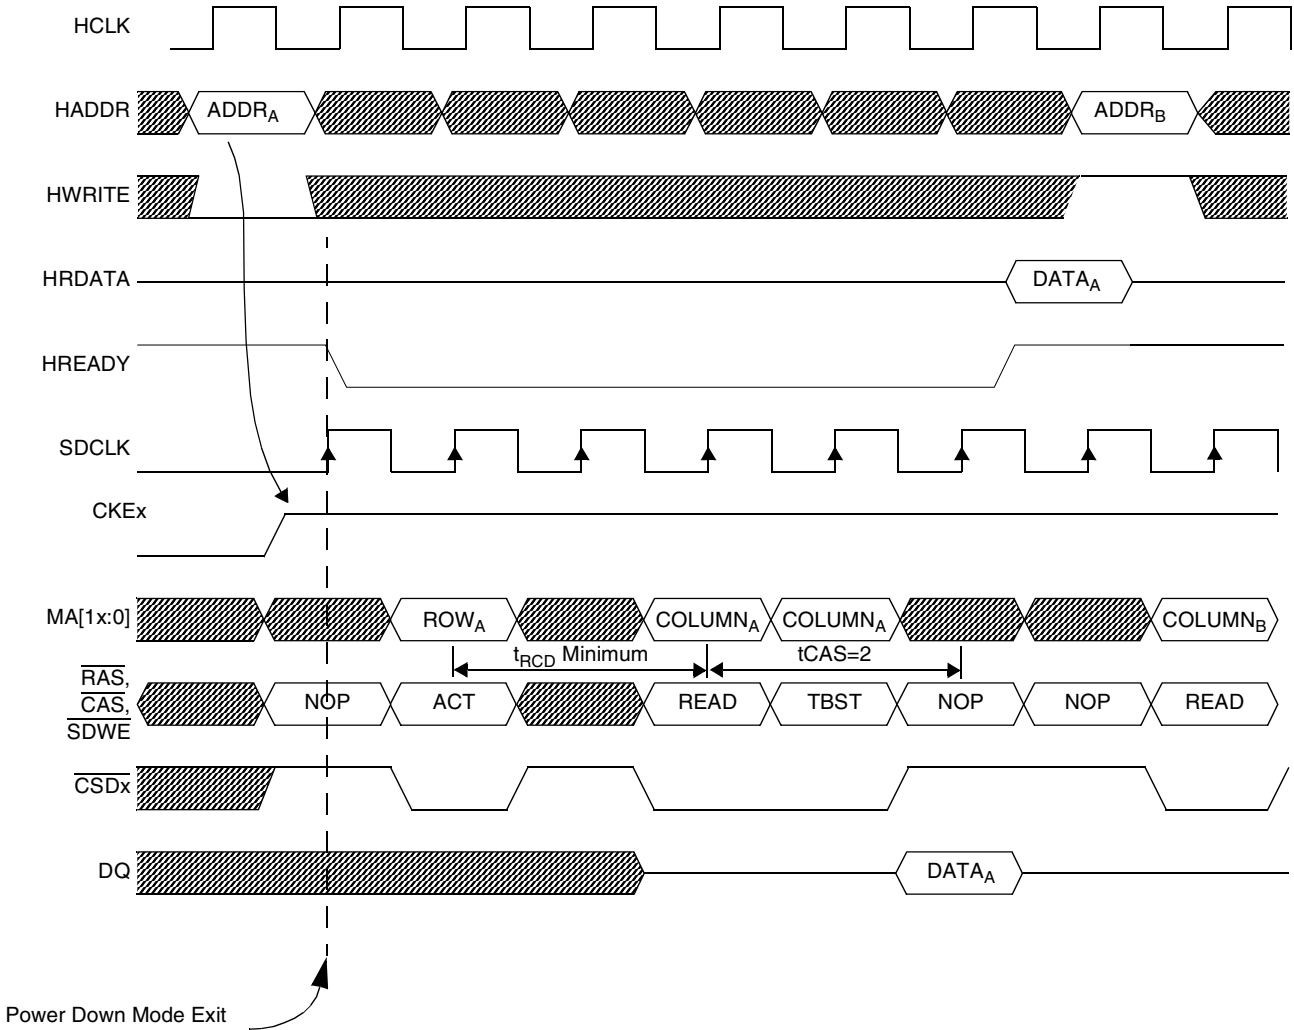 HCLK
HADDR ADDRA ADDRB
HWRITE
HRDATA DATAA
HREADY
SDCLK
CKEx
MA[1x:0] ROWA COLUMNA COLUMNA COLUMNB
tRCD Minimum tCAS=2
RAS,
CAS, NOP ACT READ TBST NOP NOP READ
SDWE
CSDx
DQ DATAA
Power Down Mode Exit